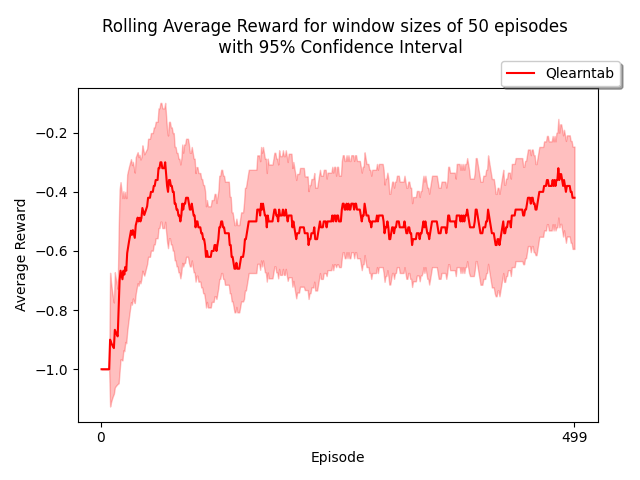 Rolling Average Reward for window sizes of 50 episodes
with 95% Confidence Interval
Qlearntab
−0.2
−0.4
−0.6
−0.8
−1.0
Average Reward
0
499
Episode